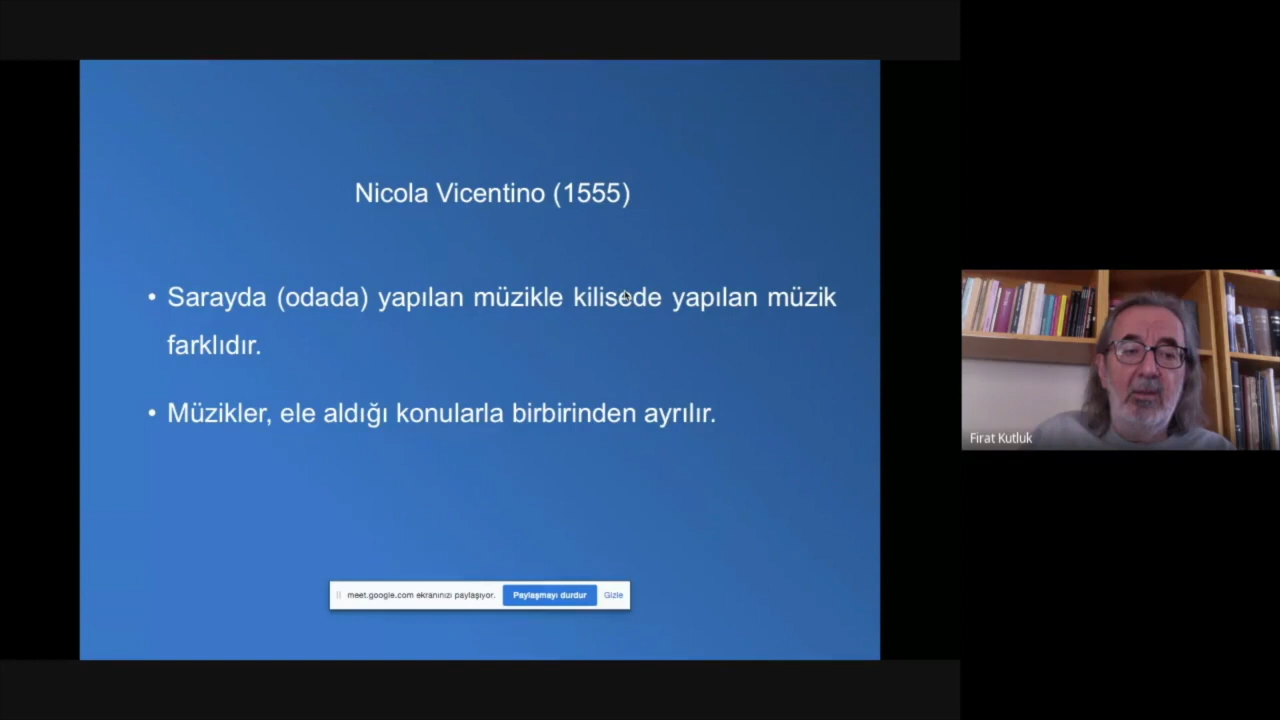 Nicola Vicentino (1555)
• Sarayda (odada) yapılan müzikle kilisede yapılan müzik
farklıdır.
• Müzikler, ele aldığı konularla birbirinden ayrılır.
meet.google.com ekranınızı paylaşıyor. Paylaşmayı durdur Gizle
Firat Kutluk